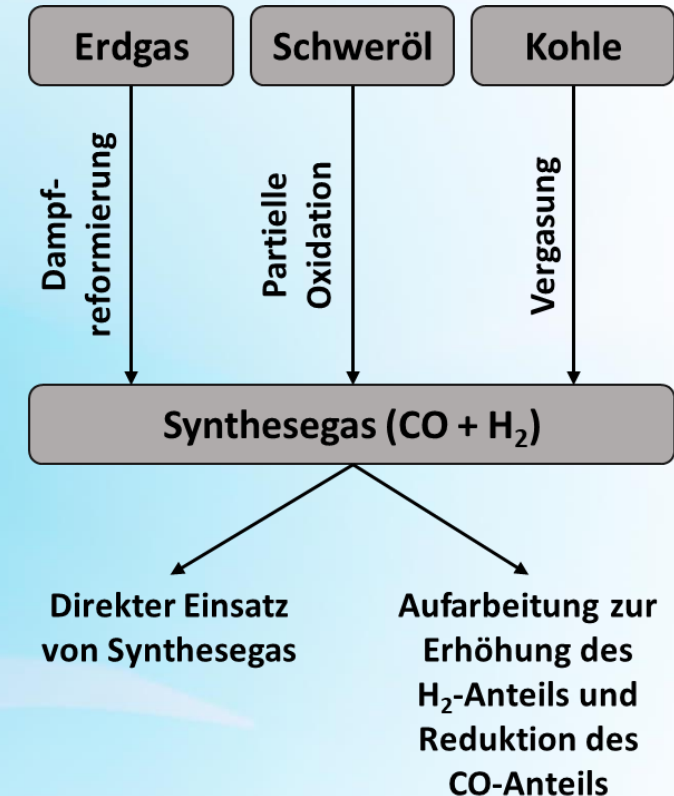 Erdgas
Schweröl
Kohle
Dampf-
reformierung
Partielle
Oxidation
Vergasung
Synthesegas (CO + H₂)
Direkter Einsatz
von Synthesegas
Aufarbeitung zur
Erhöhung des
H₂-Anteils und
Reduktion des
CO-Anteils